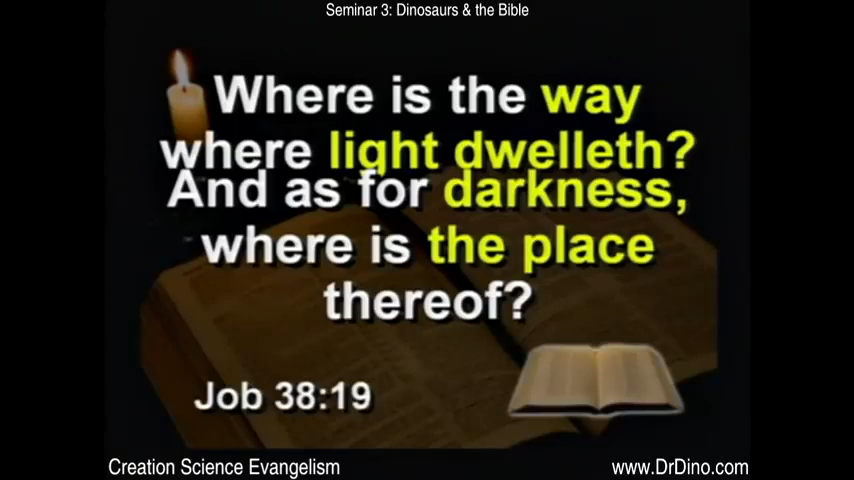 Seminar 3: Dinosaurs & the Bible
Where is the way
where light dwelleth?
And as for darkness,
where is the place
thereof?
Job 38:19
Creation Science Evangelism
www.DrDino.com